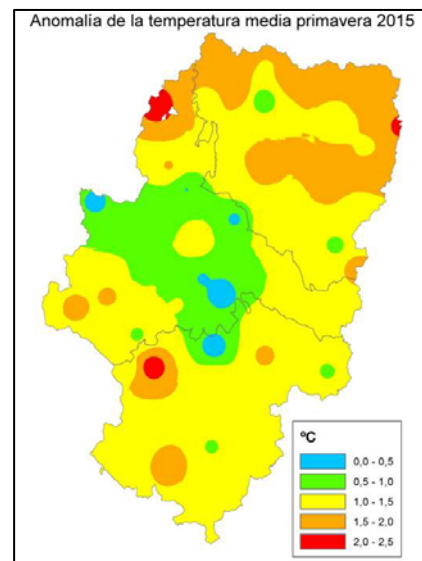 Anomalía de la temperatura media primavera 2015
ºC
0,0 - 0,5
0,5 - 1,0
1,0 - 1,5
1,5 - 2,0
2,0 - 2,5